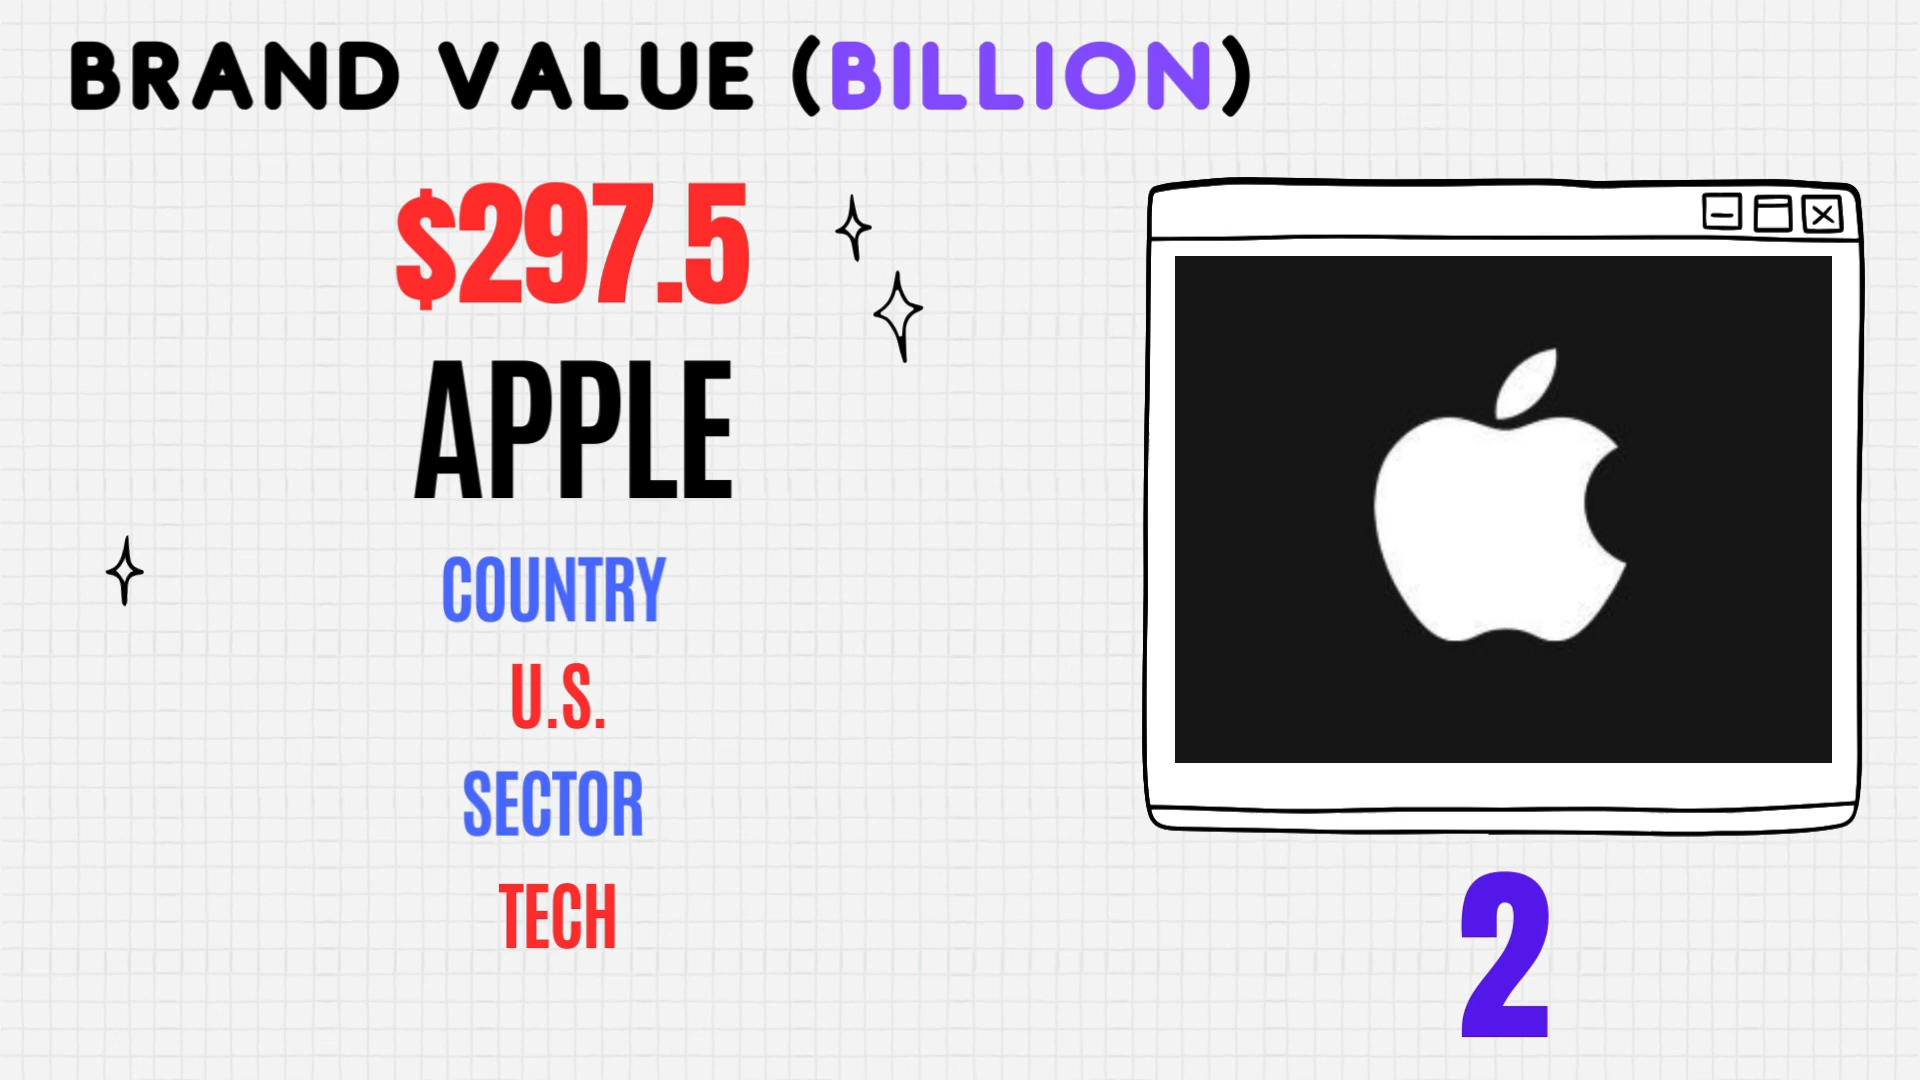 BRAND VALUE (BILLION)
$297.5
APPLE
COUNTRY
U.S.
SECTOR
TECH
2